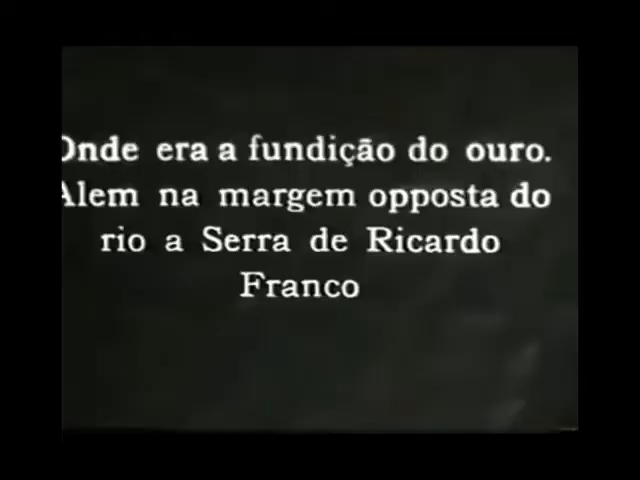 Onde era a fundição do ouro.
Alem na margem opposta do
rio a Serra de Ricardo
Franco